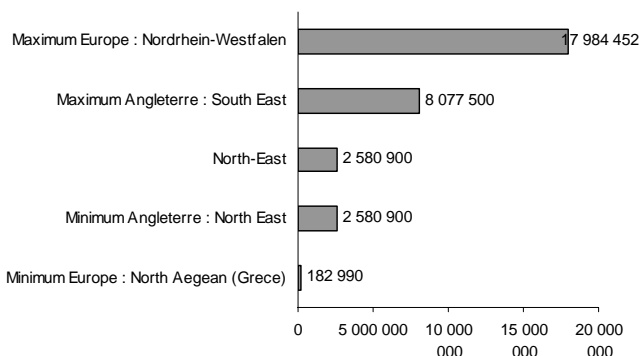 Maximum Europe : Nordrhein-Westfalen 17 984 452
Maximum Angleterre : South East 8 077 500
North-East 2 580 900
Minimum Angleterre : North East 2 580 900
Minimum Europe : North Aegean (Grece) 182 990
0 5 000 000 10 000 15 000 20 000
000 000 000